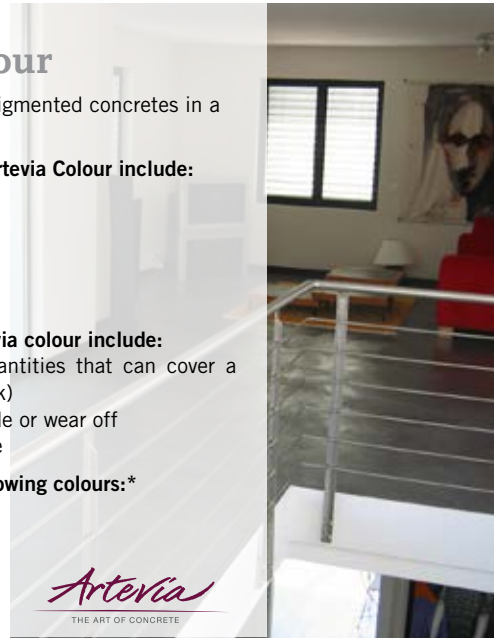 our
igmented concretes in a
rtevia Colour include:
via colour include:
antities that can cover a
k)
le or wear off
e
owing colours:*
Artevia
THE ART OF CONCRETE